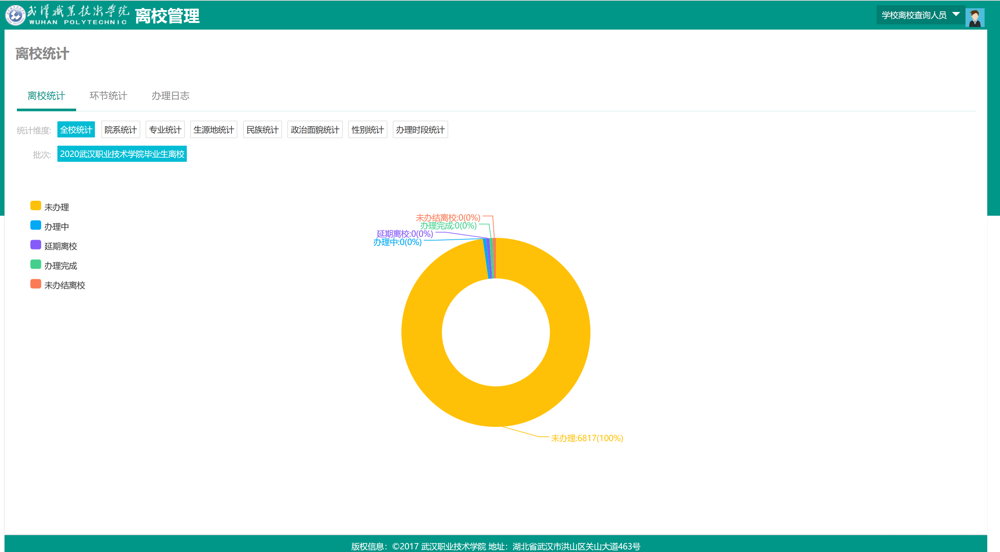 武漢職業技術學院
WUHAN POLYTECHNIC
离校管理
学校离校查询人员
离校统计
离校统计 环节统计 办理日志
统计维度: 全校统计 院系统计 专业统计 生源地统计 民族统计 政治面貌统计 性别统计 办理时段统计
批次: 2020武汉职业技术学院毕业生离校
未办理
办理中
延期离校
办理完成
未办结离校
未办结离校:0(0%)
办理完成:0(0%)
延期离校:0(0%)
办理中:0(0%)
未办理:6817(100%)
版权信息：©2017 武汉职业技术学院 地址：湖北省武汉市洪山区关山大道463号